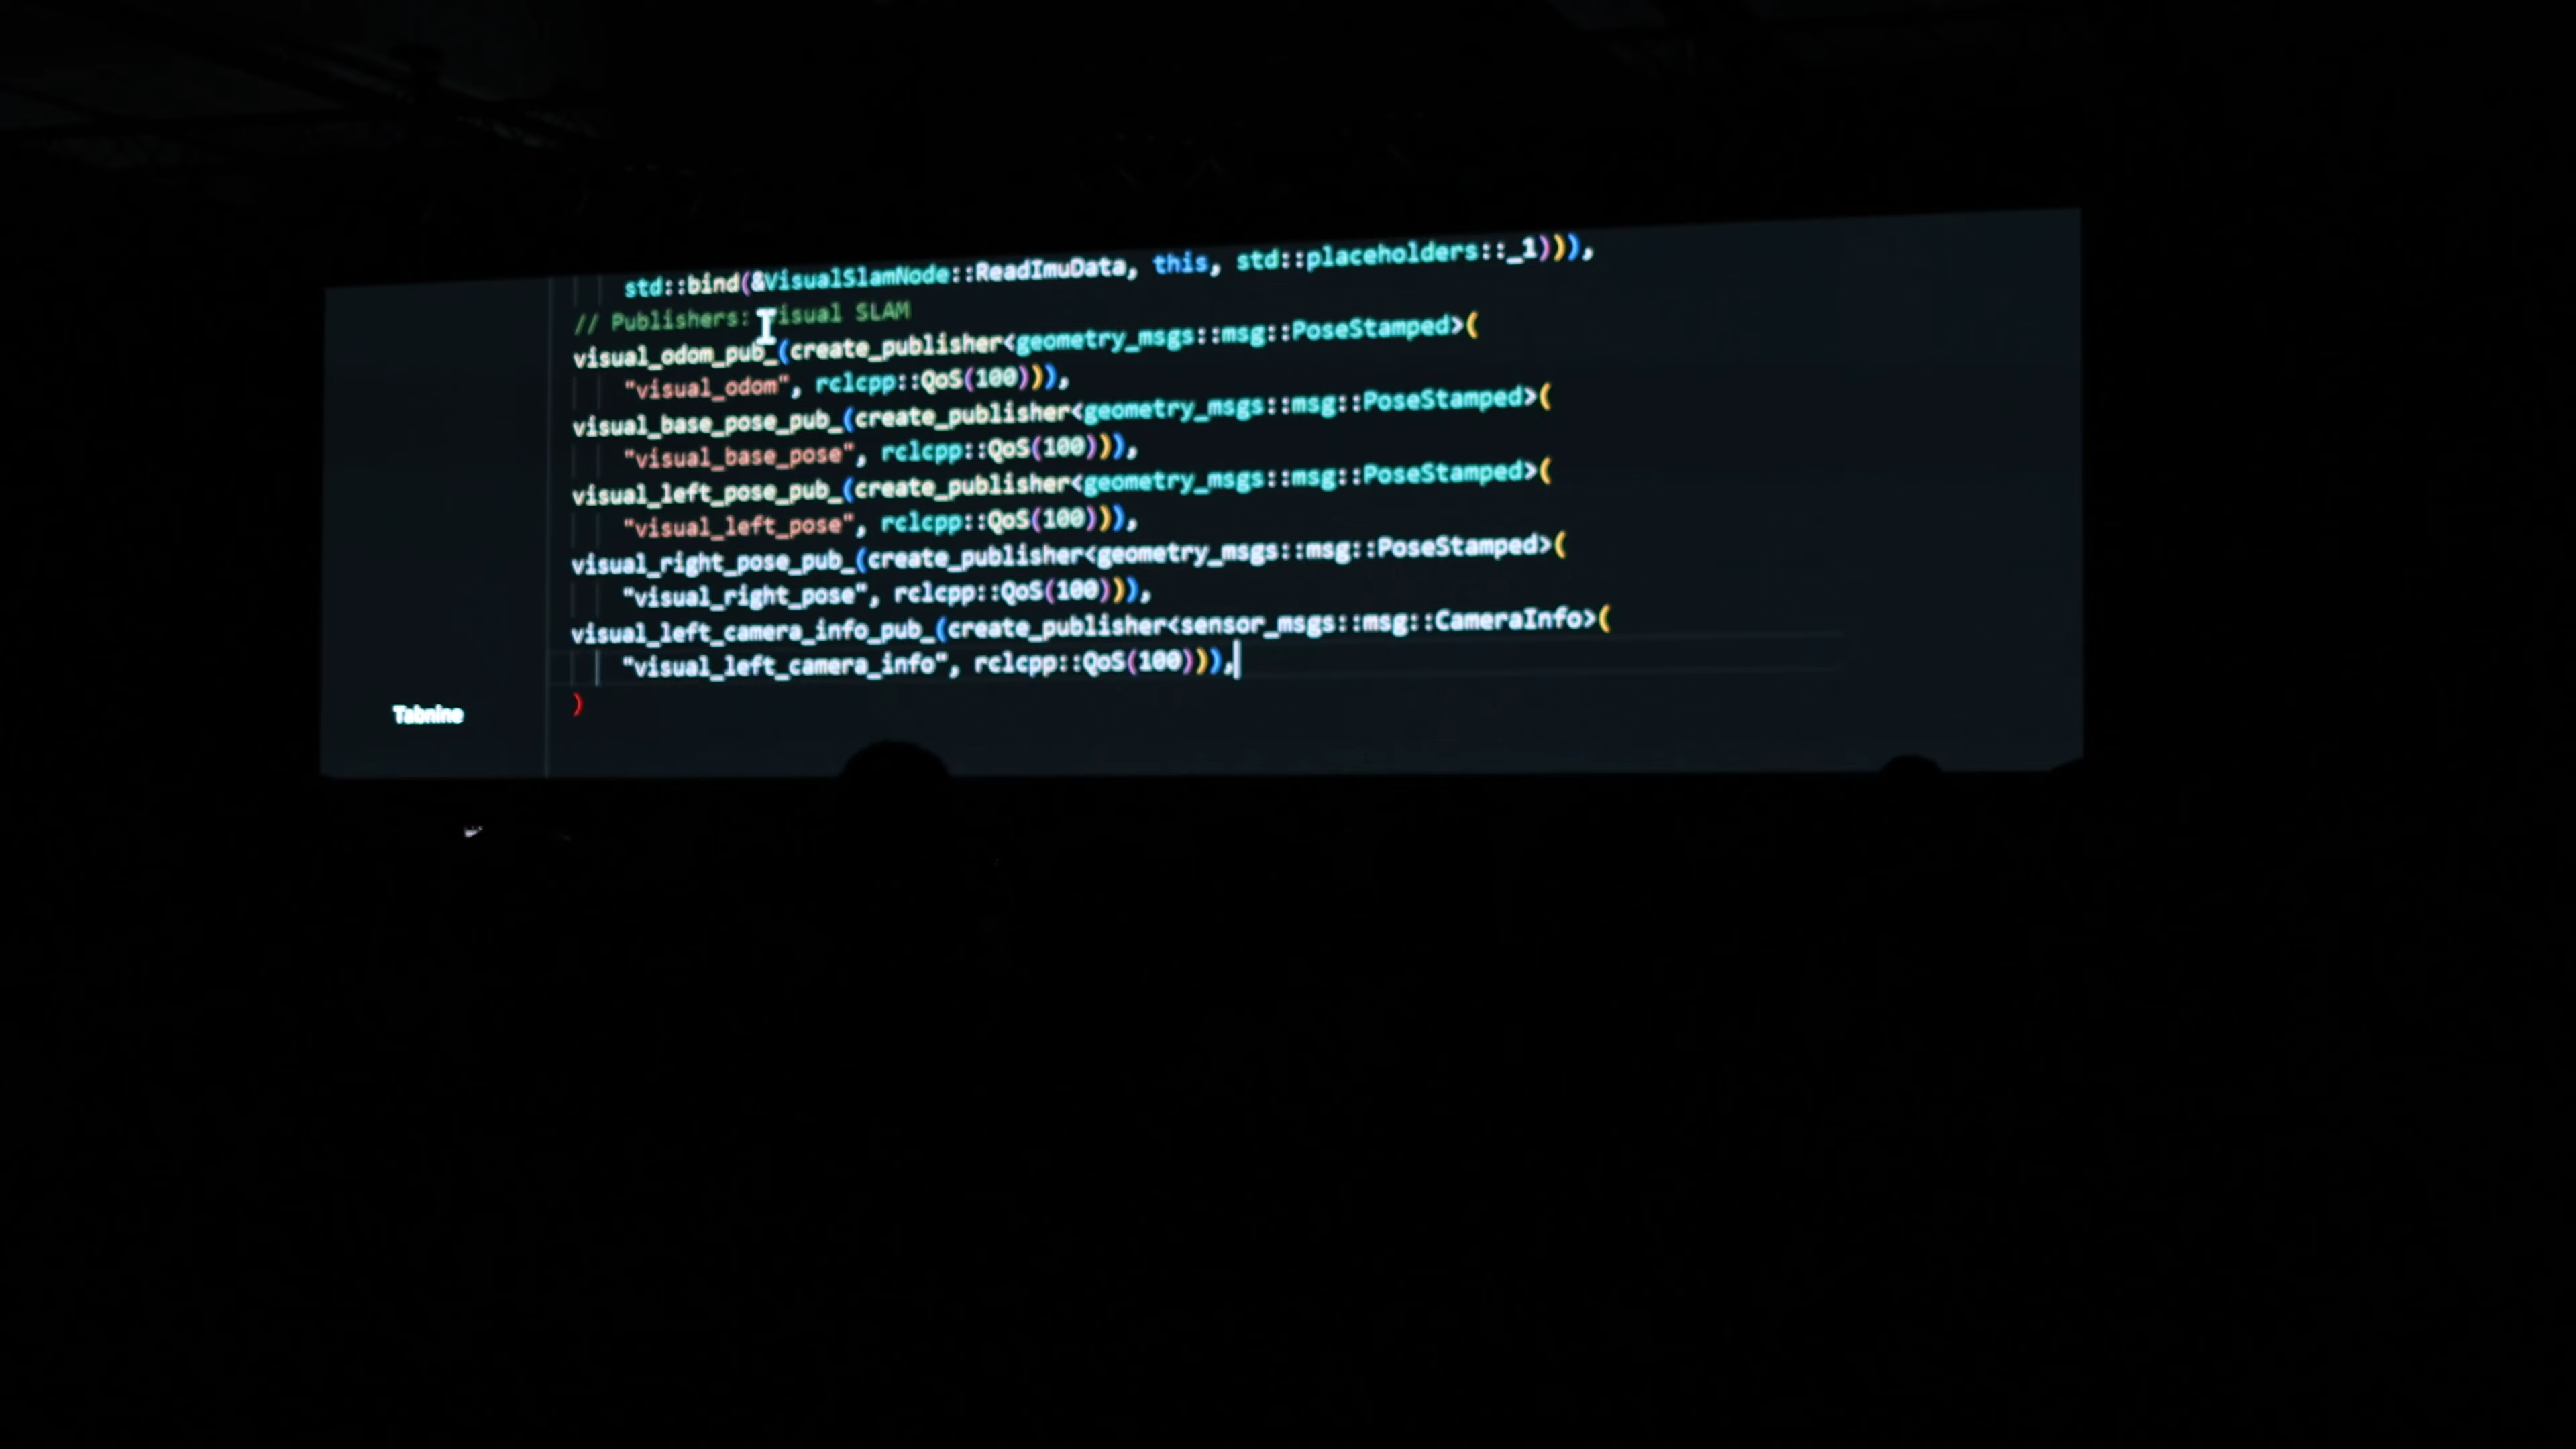 std::bind(&VisualSlamNode::ReadImuData, this, std::placeholders::_1))),
// Publishers: Visual SLAM
visual_odom_pub_(create_publisher<geometry_msgs::msg::PoseStamped>(
"visual_odom", rclcpp::QoS(100))),
visual_base_pose_pub_(create_publisher<geometry_msgs::msg::PoseStamped>(
"visual_base_pose", rclcpp::QoS(100))),
visual_left_pose_pub_(create_publisher<geometry_msgs::msg::PoseStamped>(
"visual_left_pose", rclcpp::QoS(100))),
visual_right_pose_pub_(create_publisher<geometry_msgs::msg::PoseStamped>(
"visual_right_pose", rclcpp::QoS(100))),
visual_left_camera_info_pub_(create_publisher<sensor_msgs::msg::CameraInfo>(
"visual_left_camera_info", rclcpp::QoS(100))),
)
Tabnine